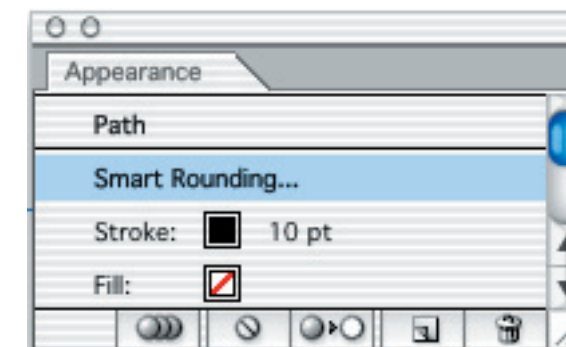 Appearance
Path
Smart Rounding...
Stroke: 10 pt
Fill: